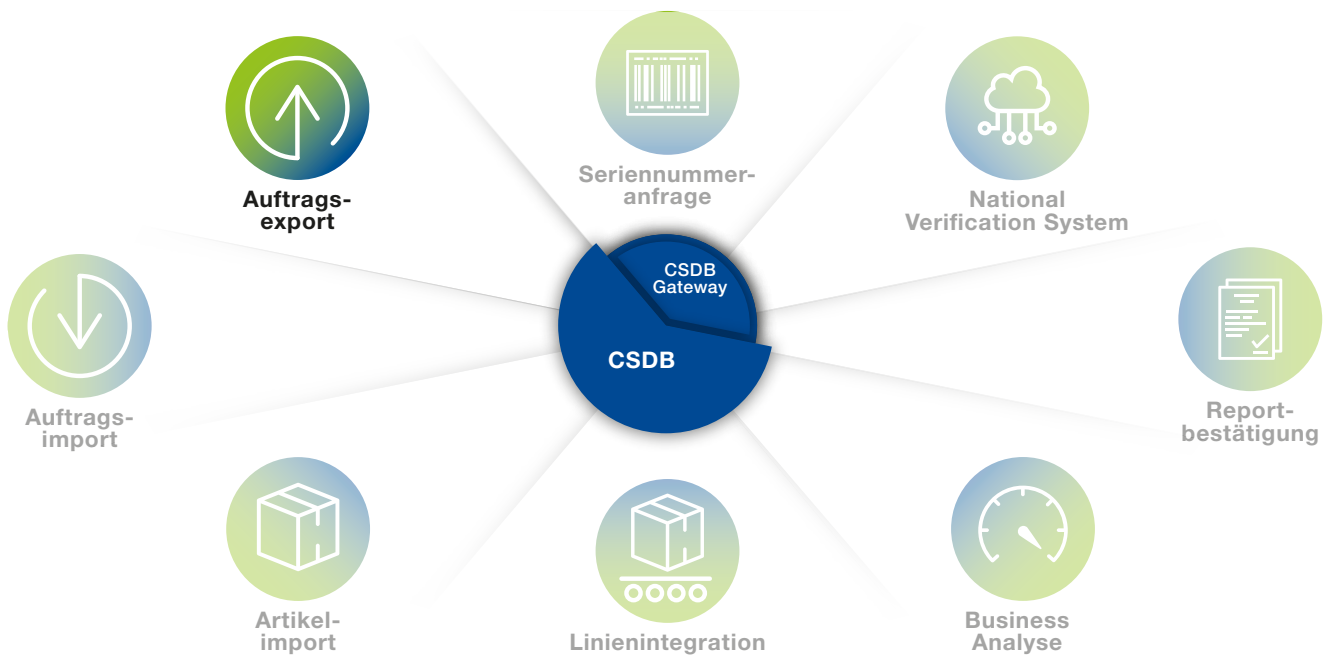 Seriennummer-
anfrage
Auftrags-
export
National
Verification System
CSDB
Gateway
CSDB
Auftrags-
import
Report-
bestätigung
Artikel-
import
Linienintegration
Business
Analyse